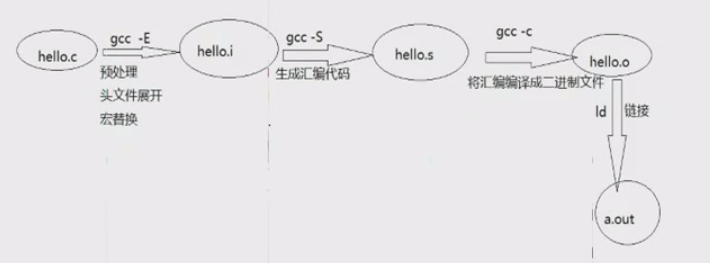 hello.c
gcc -E
预处理
头文件展开
宏替换
hello.i
gcc -S
生成汇编代码
hello.s
gcc -c
将汇编编译成二进制文件
hello.o
ld 链接
a.out